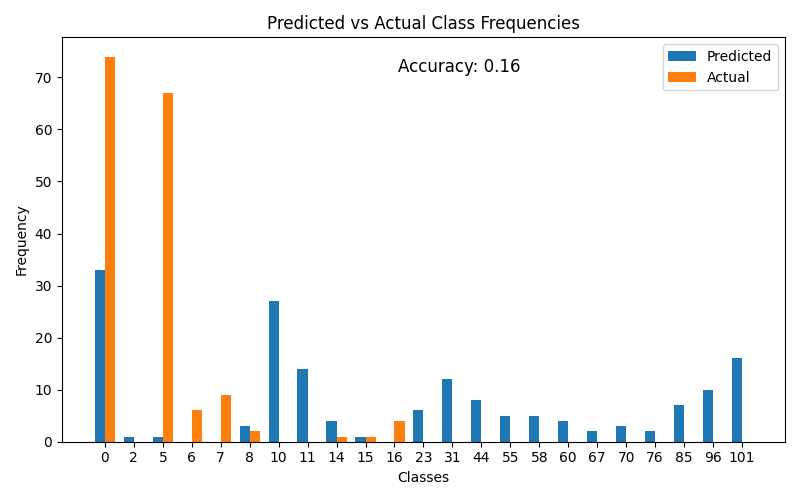 Predicted vs Actual Class Frequencies
Accuracy: 0.16
Predicted
Actual
Frequency
70
60
50
40
30
20
10
0
0 2 5 6 7 8 10 11 14 15 16 23 31 44 55 58 60 67 70 76 85 96 101
Classes